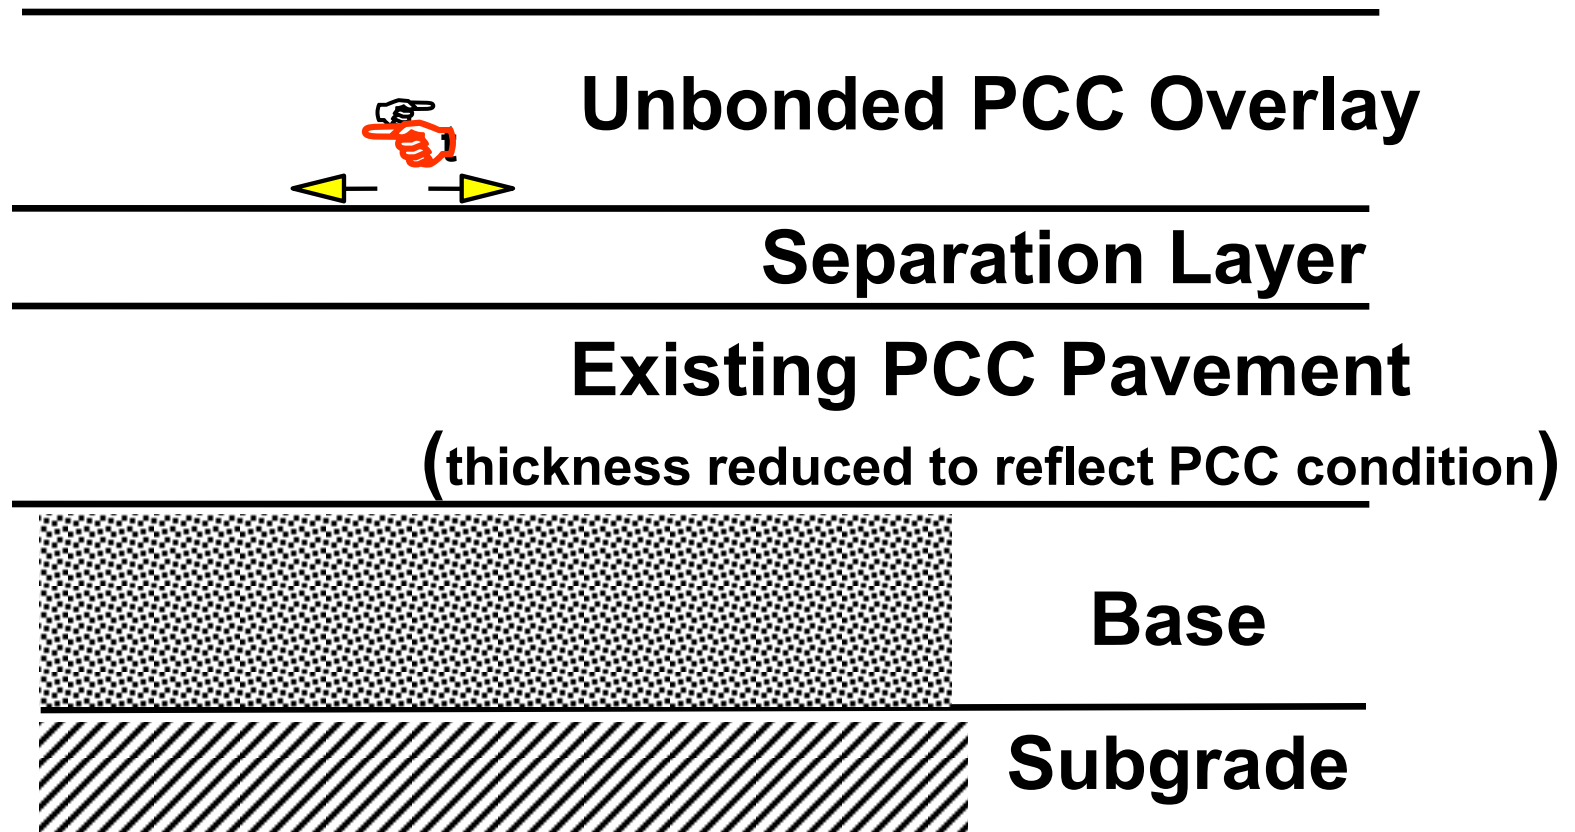 Unbonded PCC Overlay
Separation Layer
Existing PCC Pavement
(thickness reduced to reflect PCC condition)
Base
Subgrade